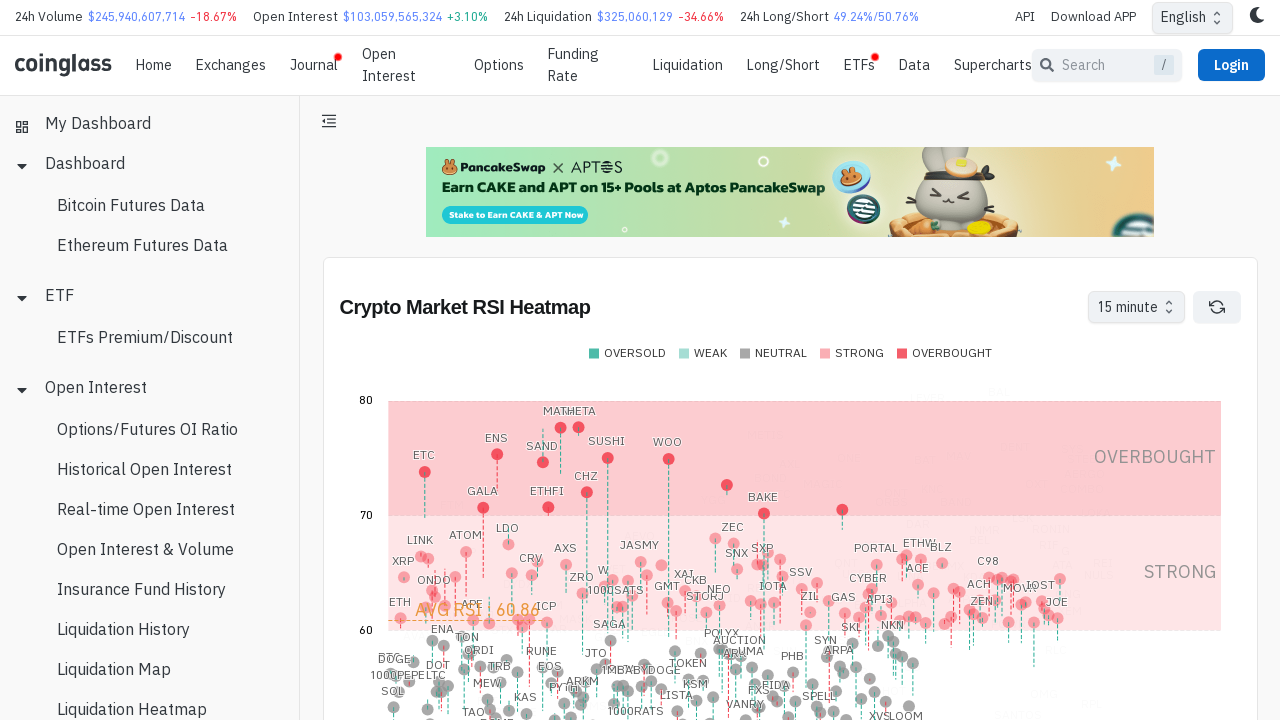 24h Volume $245,940,607,714 -18.67% Open Interest $103,059,565,324 +3.10% 24h Liquidation $325,060,129 -34.66% 24h Long/Short 49.24%/50.76% API Download APP English
coinglass Home Exchanges Journal Open Interest Options Funding Rate Liquidation Long/Short ETFs Data Supercharts Search / Login
My Dashboard
Dashboard
Bitcoin Futures Data
Ethereum Futures Data
ETF
ETFs Premium/Discount
Open Interest
Options/Futures OI Ratio
Historical Open Interest
Real-time Open Interest
Open Interest & Volume
Insurance Fund History
Liquidation History
Liquidation Map
Liquidation Heatmap
PancakeSwap X APTOS
Earn CAKE and APT on 15+ Pools at Aptos PancakeSwap
Stake to Earn CAKE & APT Now
Crypto Market RSI Heatmap 15 minute
OVERSOLD WEAK NEUTRAL STRONG OVERBOUGHT
80
THETA
ENS SUSHI WOO
ETC SAND OVERBOUGHT
CHZ
GALA ETHFI BAKE
70
LDO ZEC
ATOM
LINK AXS JASMY SNX SXP PORTAL ETHW BLZ
XRP CRV C98
ONDO ZRO W XAI CKB SSV CYBER ACE STRONG
1000SATS GMT NEO IOTA ACH IOST
ETH APE ICP STORJ ZIL GAS API3 ZEN JOE
AVG RSI : 60.86
60
ENA TON SAGA POLYX SKL NKN
ORDI RUNE JTO AUCTION UMA SYN ARPA
DOGE DOT TRB EOS TOKEN PHB
1000PEPE LTC MEW ARKM KSM FIDA
SOL KAS LISTA SPELL
TAO 1000RATS VANRY XVS LOOM